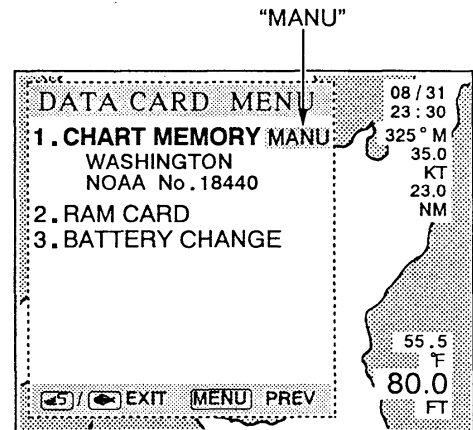 “MANU”
DATA CARD MENU
1. CHART MEMORY MANU
WASHINGTON
NOAA No. 18440
2. RAM CARD
3. BATTERY CHANGE
EXIT MENU PREV
08/31
23:30
325° M
35.0
KT
23.0
NM
55.5
°F
80.0
FT